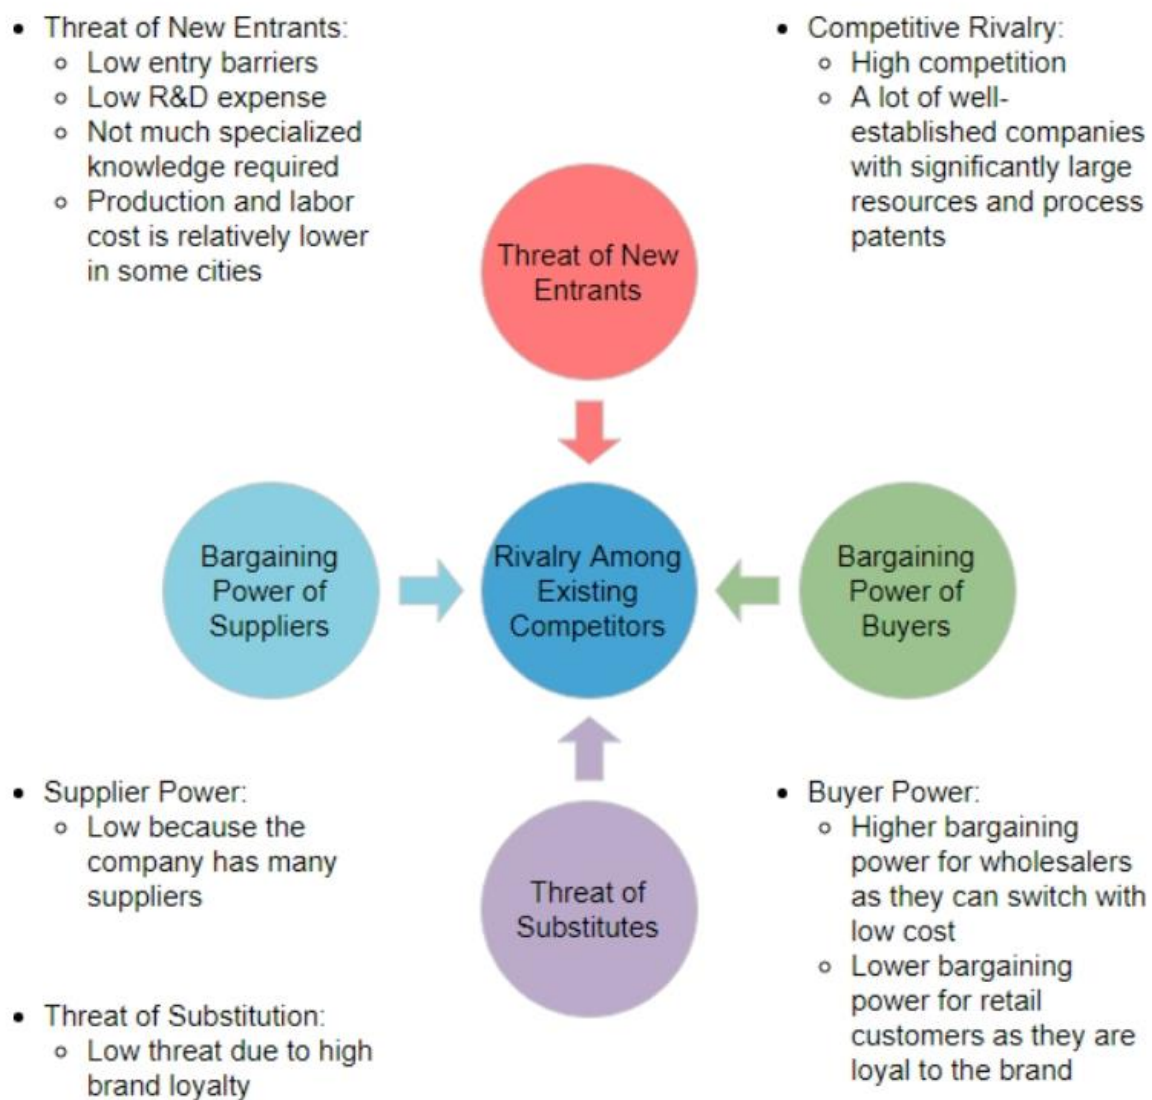 • Threat of New Entrants:
◦ Low entry barriers
◦ Low R&D expense
◦ Not much specialized
knowledge required
◦ Production and labor
cost is relatively lower
in some cities
• Competitive Rivalry:
◦ High competition
◦ A lot of well-
established companies
with significantly large
resources and process
patents
Threat of New
Entrants
Bargaining
Power of
Suppliers
Rivalry Among
Existing
Competitors
Bargaining
Power of
Buyers
• Supplier Power:
◦ Low because the
company has many
suppliers
Threat of
Substitutes
• Buyer Power:
◦ Higher bargaining
power for wholesalers
as they can switch with
low cost
◦ Lower bargaining
power for retail
customers as they are
loyal to the brand
• Threat of Substitution:
◦ Low threat due to high
brand loyalty